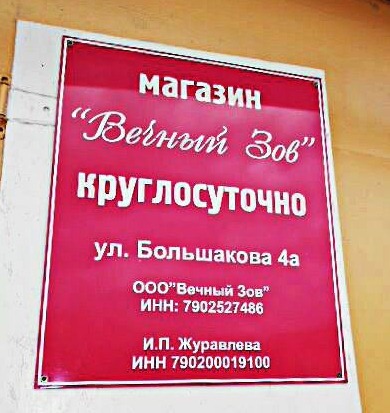 магазин
"Вечный Зов"
круглосуточно
ул. Большакова 4а
ООО"Вечный Зов"
ИНН: 7902527486
И.П. Журавлева
ИНН 790200019100